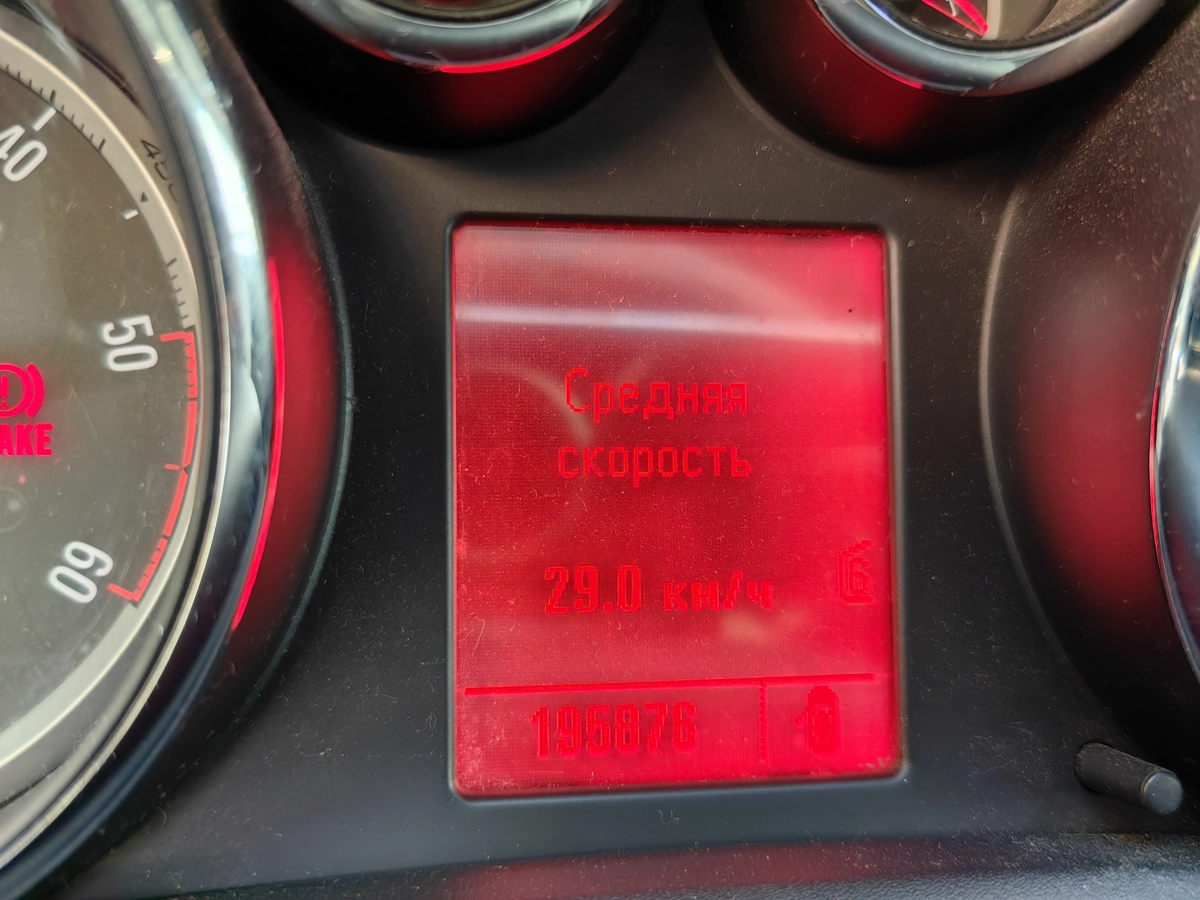 40
50
60
AKE
Средняя
скорость
29.0 км/ч
195876